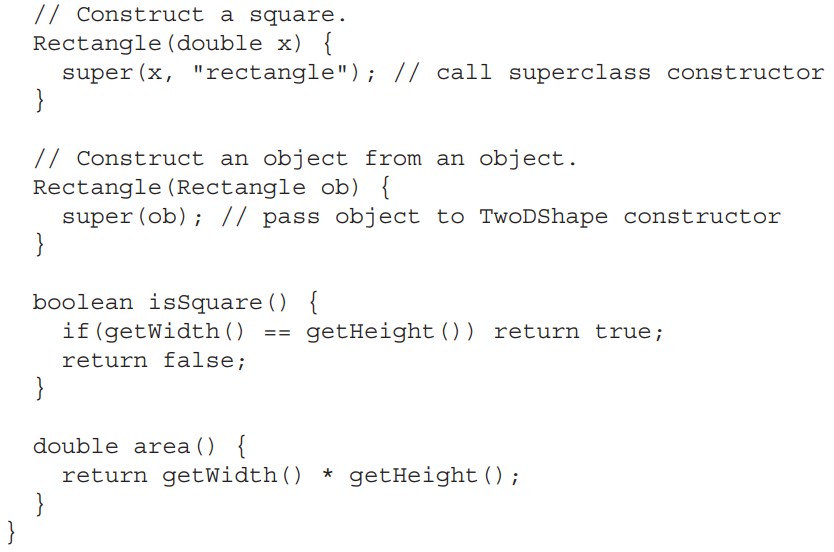 // Construct a square.
Rectangle(double x) {
super(x, "rectangle"); // call superclass constructor
}
// Construct an object from an object.
Rectangle(Rectangle ob) {
super(ob); // pass object to TwoDShape constructor
}
boolean isSquare() {
if(getWidth() == getHeight()) return true;
return false;
}
double area() {
return getWidth() * getHeight();
}
}